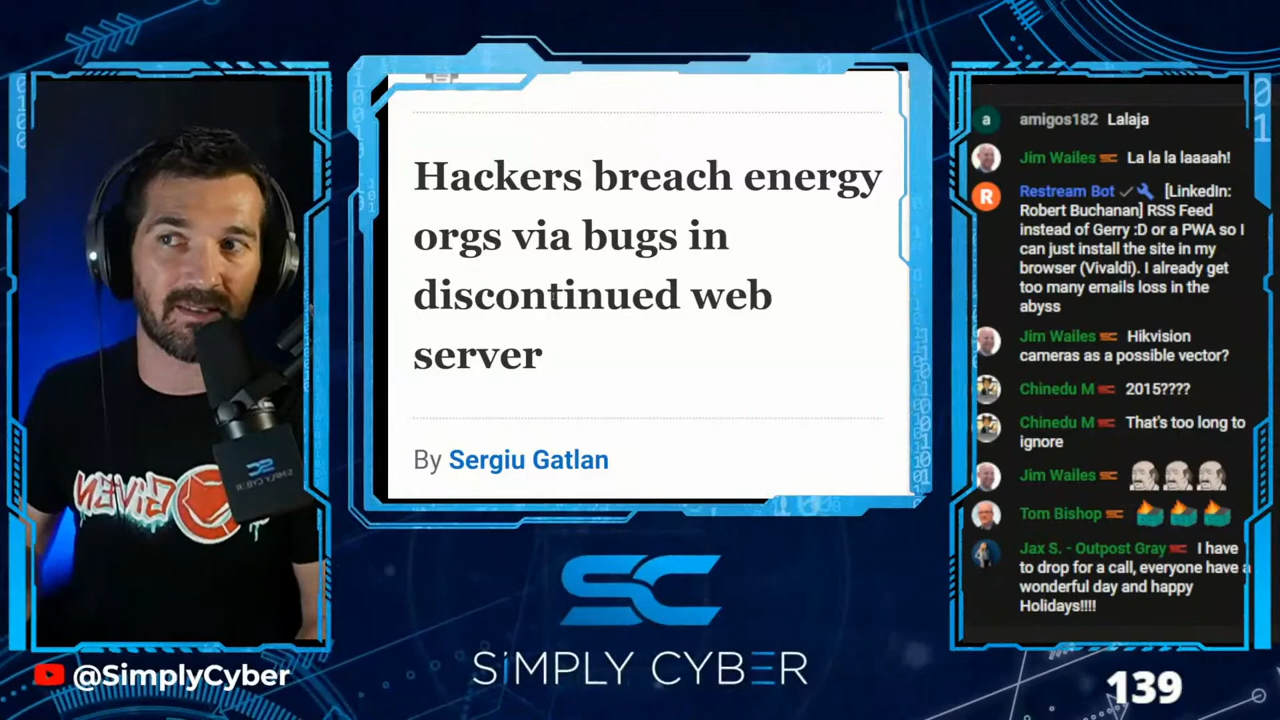 Hackers breach energy
orgs via bugs in
discontinued web
server
By Sergiu Gatlan
SC
SIMPLY CYBER
@SimplyCyber
a amigos182 Lalaja
Jim Wailes La la la laaaah!
R Restream Bot [LinkedIn:
Robert Buchanan] RSS Feed
instead of Gerry :D or a PWA so I
can just install the site in my
browser (Vivaldi). I already get
too many emails loss in the
abyss
Jim Wailes Hikvision
cameras as a possible vector?
Chinedu M 2015????
Chinedu M That's too long to
ignore
Jim Wailes
Tom Bishop
Jax S. - Outpost Gray I have
to drop for a call, everyone have a
wonderful day and happy
Holidays!!!!
139